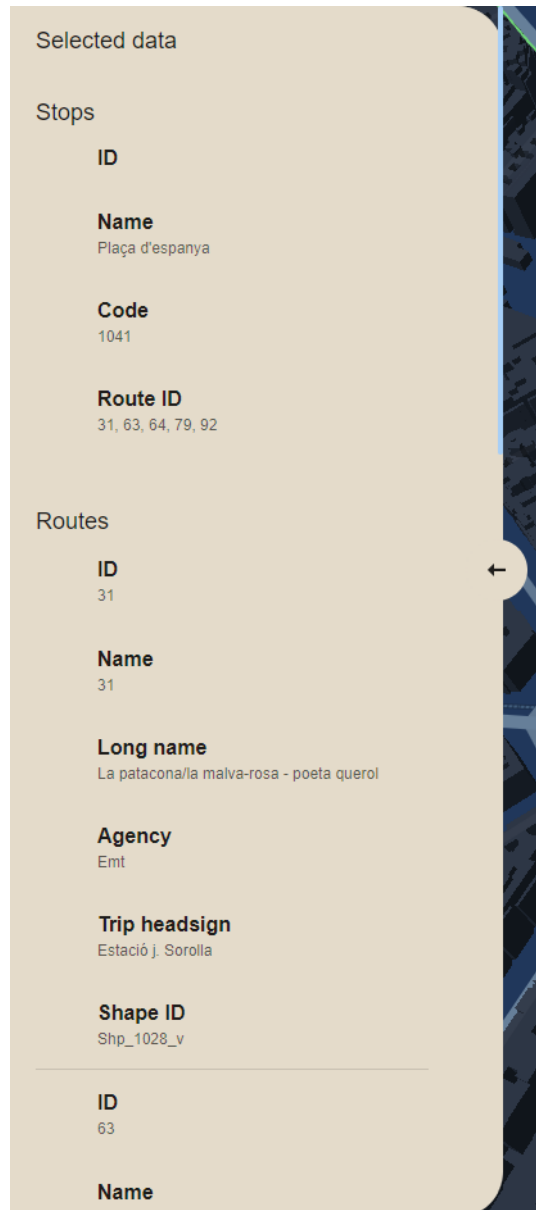 Selected data
Stops
ID
Name
Plaça d'espanya
Code
1041
Route ID
31, 63, 64, 79, 92
Routes
ID
31
Name
31
Long name
La patacona/la malva-rosa - poeta querol
Agency
Emt
Trip headsign
Estació j. Sorolla
Shape ID
Shp_1028_v
ID
63
Name